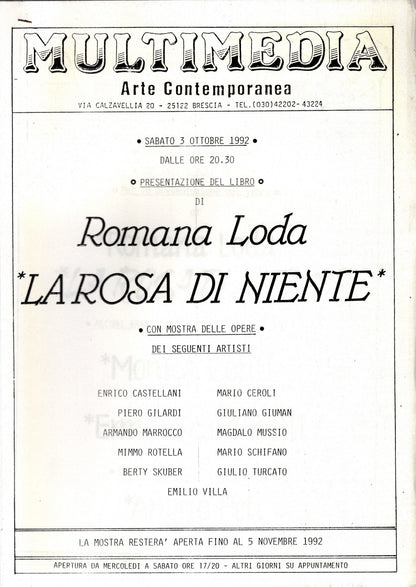 MULTIMEDIA
Arte Contemporanea
VIA CALZAVELLIA 20 - 25122 BRESCIA - TEL.(030)42202- 43224
• SABATO 3 OTTOBRE 1992 •
DALLE ORE 20.30
PRESENTAZIONE DEL LIBRO
DI
Romana Loda
"LA ROSA DI NIENTE"
• CON MOSTRA DELLE OPERE •
DEI SEGUENTI ARTISTI
ENRICO CASTELLANI MARIO CEROLI
PIERO GILARDI GIULIANO GIUMAN
ARMANDO MARROCCO MAGDALO MUSSIO
MIMMO ROTELLA MARIO SCHIFANO
BERTY SKUBER GIULIO TURCATO
EMILIO VILLA
LA MOSTRA RESTERA' APERTA FINO AL 5 NOVEMBRE 1992
APERTURA DA MERCOLEDI A SABATO ORE 17/20 - ALTRI GIORNI SU APPUNTAMENTO